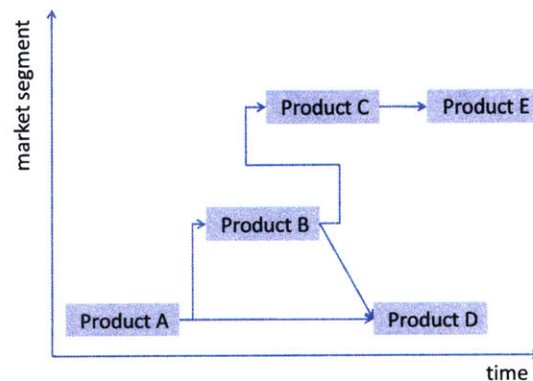 market segment
Product C
Product E
Product B
Product A
Product D
time